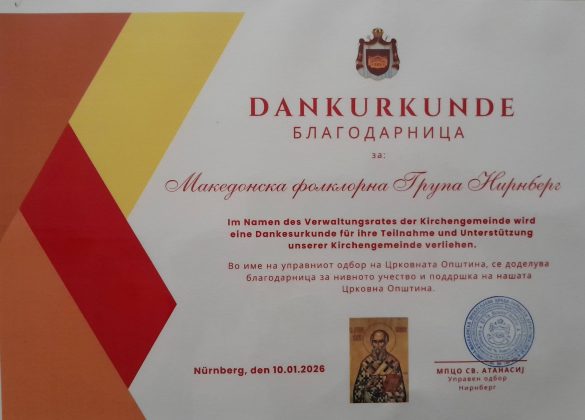 DANKURKUNDE
БЛАГОДАРНИЦА
за:
Македонска фолклорна Група Нирнберг
Im Namen des Verwaltungsrates der Kirchengemeinde wird
eine Dankesurkunde für ihre Teilnahme und Unterstützung
unserer Kirchengemeinde verliehen.
Во име на управниот одбор на Црковната Општина, се доделува
благодарница за нивното учество и поддршка на нашата
Црковна Општина.
Nürnberg, den 10.01.2026
МПЦО СВ. АТАНАСИЈ
Управен одбор
Нирнберг